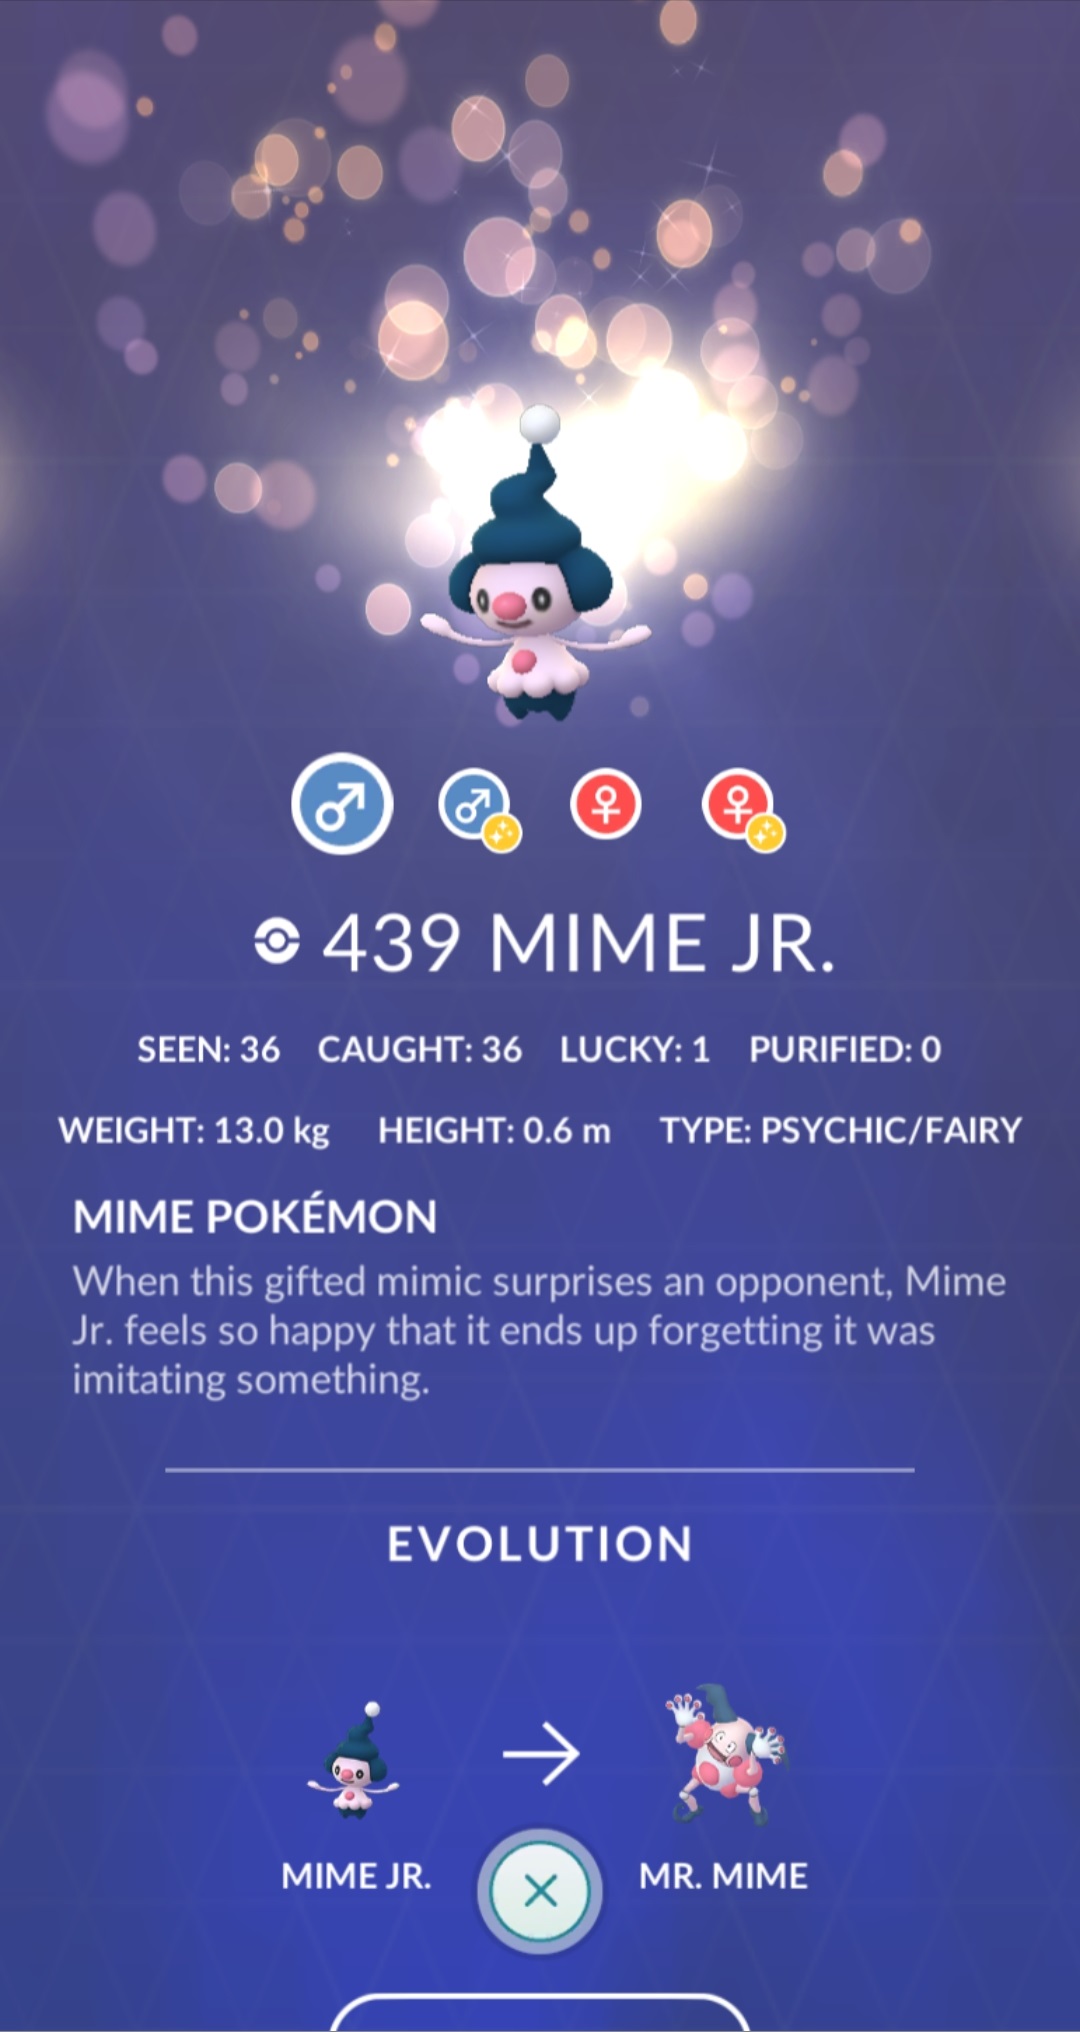 439 MIME JR.
SEEN: 36 CAUGHT: 36 LUCKY: 1 PURIFIED: 0
WEIGHT: 13.0 kg HEIGHT: 0.6 m TYPE: PSYCHIC/FAIRY
MIME POKÉMON
When this gifted mimic surprises an opponent, Mime
Jr. feels so happy that it ends up forgetting it was
imitating something.
EVOLUTION
MIME JR. MR. MIME